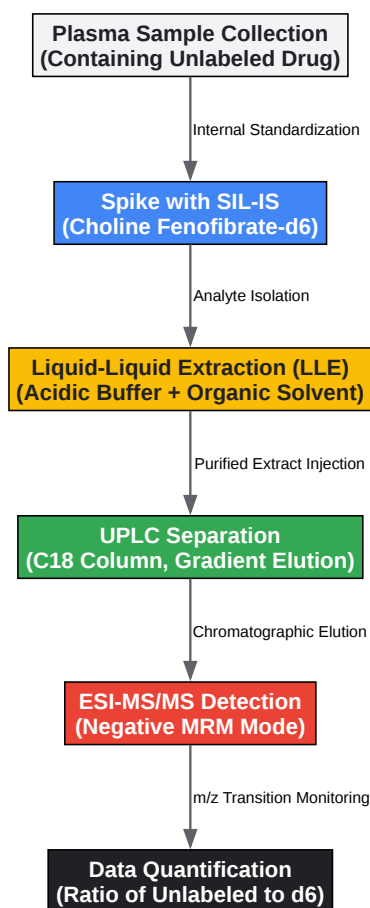 Plasma Sample Collection
(Containing Unlabeled Drug)
Internal Standardization
Spike with SIL-IS
(Choline Fenofibrate-d6)
Analyte Isolation
Liquid-Liquid Extraction (LLE)
(Acidic Buffer + Organic Solvent)
Purified Extract Injection
UPLC Separation
(C18 Column, Gradient Elution)
Chromatographic Elution
ESI-MS/MS Detection
(Negative MRM Mode)
m/z Transition Monitoring
Data Quantification
(Ratio of Unlabeled to d6)